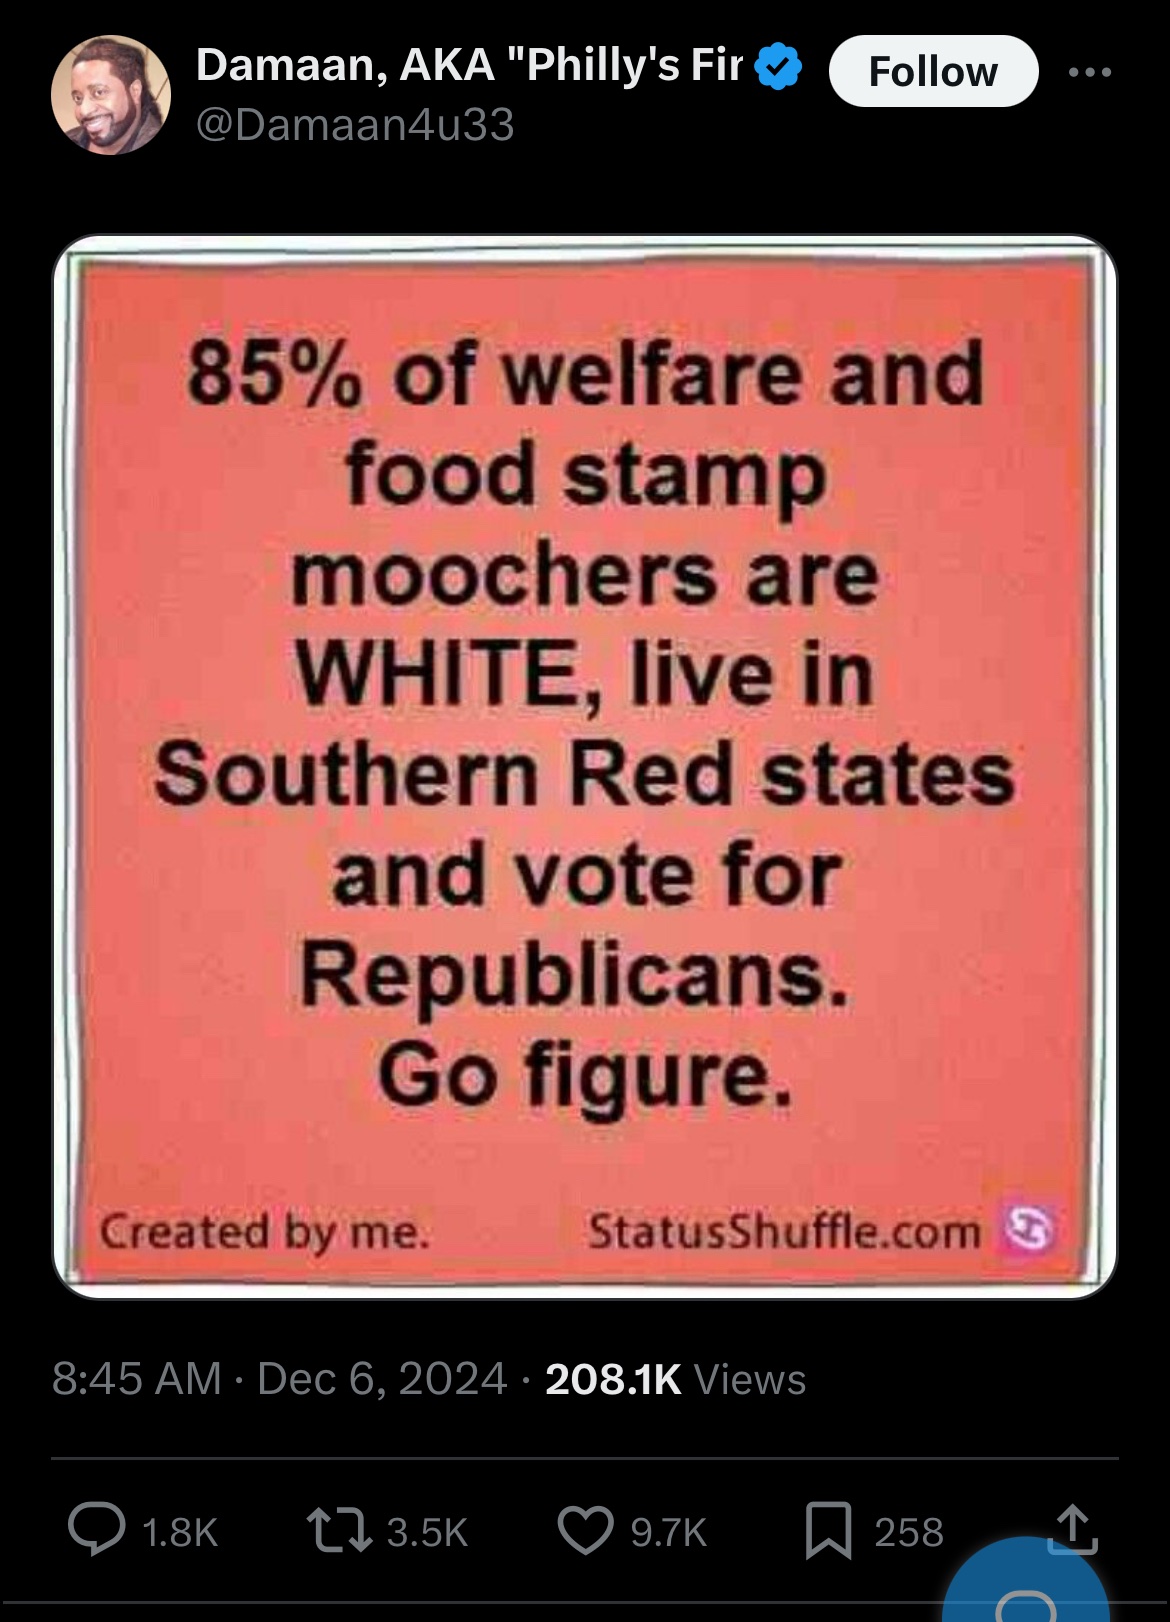 Damaan, AKA "Philly's Fir
Follow
@Damaan4u33
85% of welfare and
food stamp
moochers are
WHITE, live in
Southern Red states
and vote for
Republicans.
Go figure.
Created by me.
StatusShuffle.com
8:45 AM · Dec 6, 2024 · 208.1K Views
1.8K 3.5K 9.7K 258